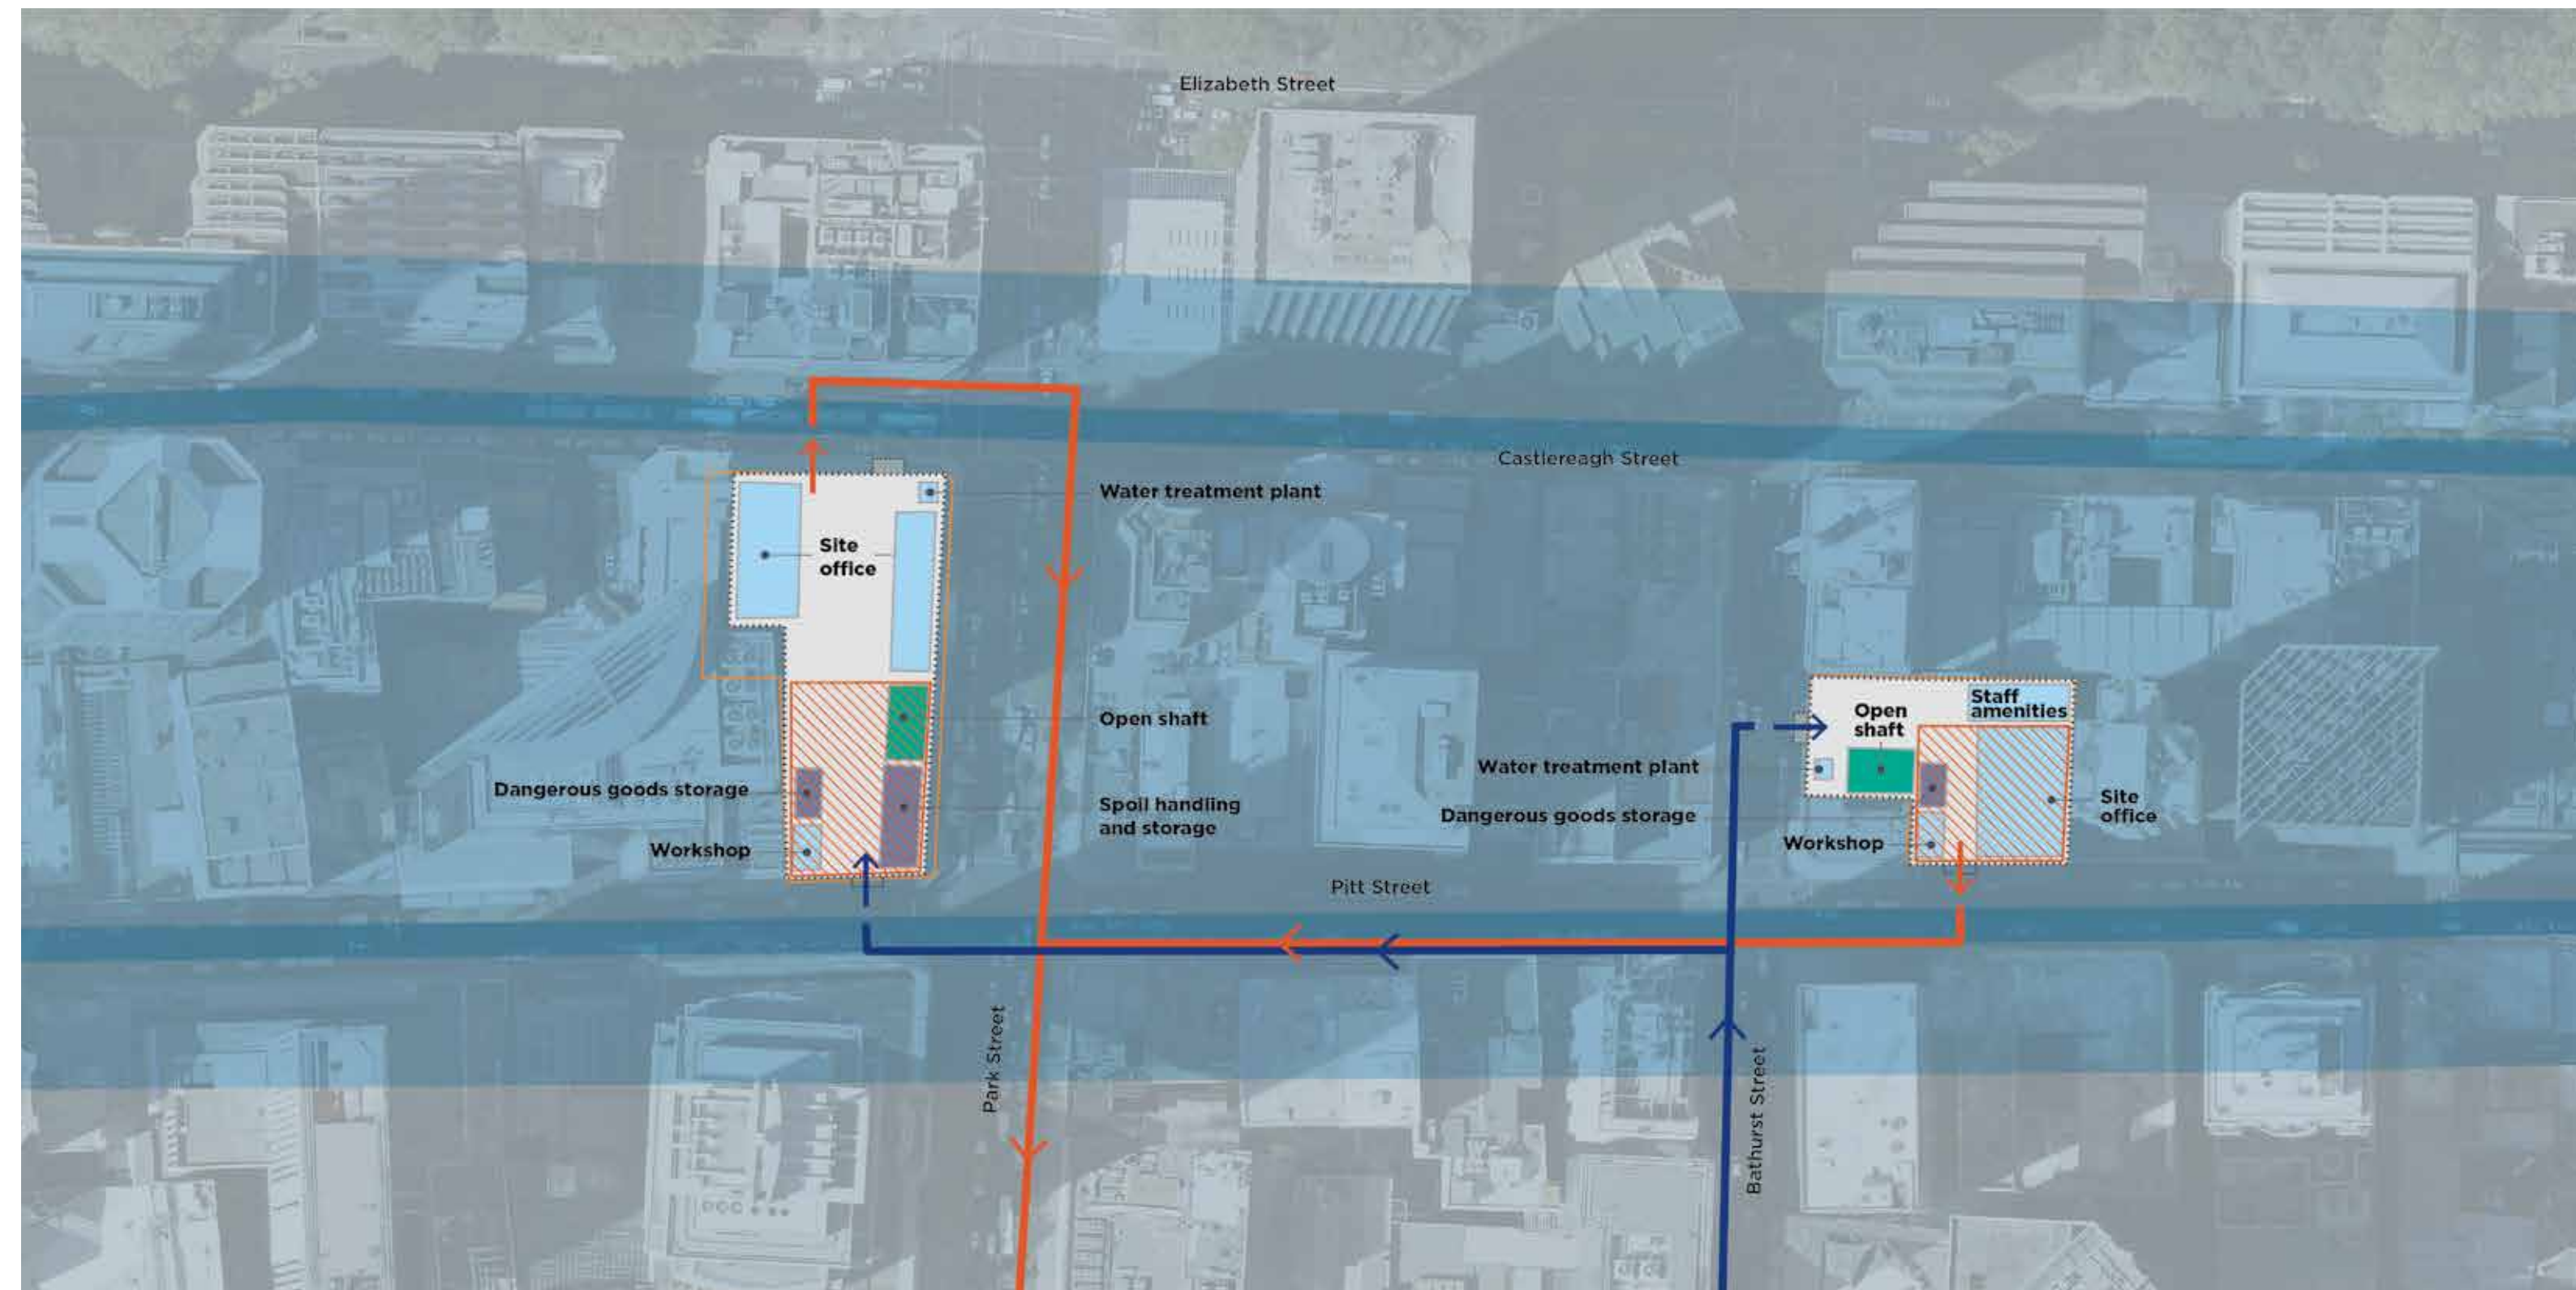 Elizabeth Street
Castlereagh Street
Water treatment plant
Site
office
Open shaft
Dangerous goods storage
Spoil handling
and storage
Workshop
Staff
amenities
Open
shaft
Water treatment plant
Dangerous goods storage
Site
office
Workshop
Pitt Street
Park Street
Bathurst Street